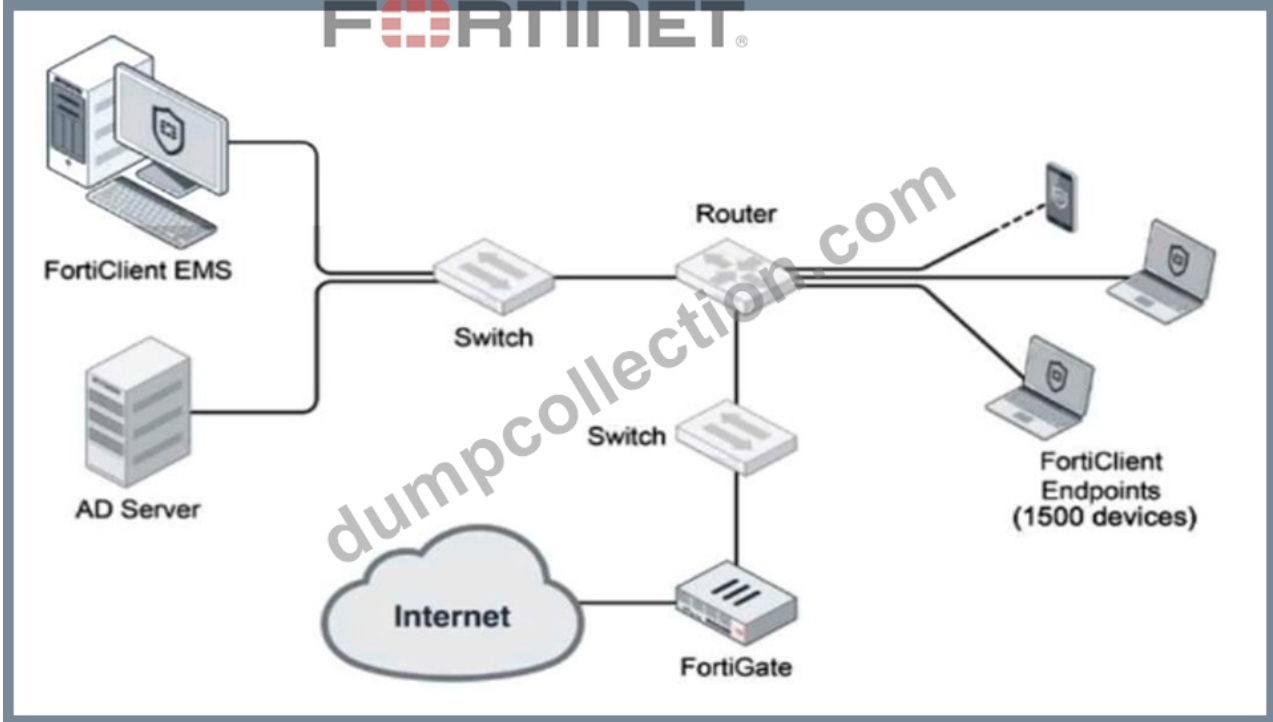 FORTINET®
FortiClient EMS
Router
Switch
AD Server
Switch
FortiClient
Endpoints
(1500 devices)
Internet
FortiGate
dumpcollection.com